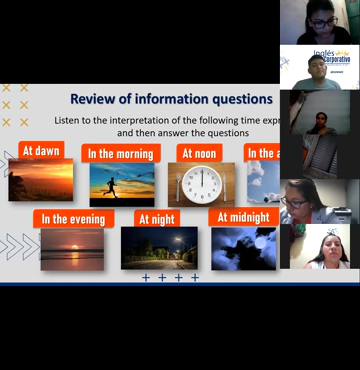 Inglés
Corporativo
Review of information questions
Listen to the interpretation of the following time expr
and then answer the questions
At dawn
In the morning
At noon
In the a
In the evening
At night
At midnight